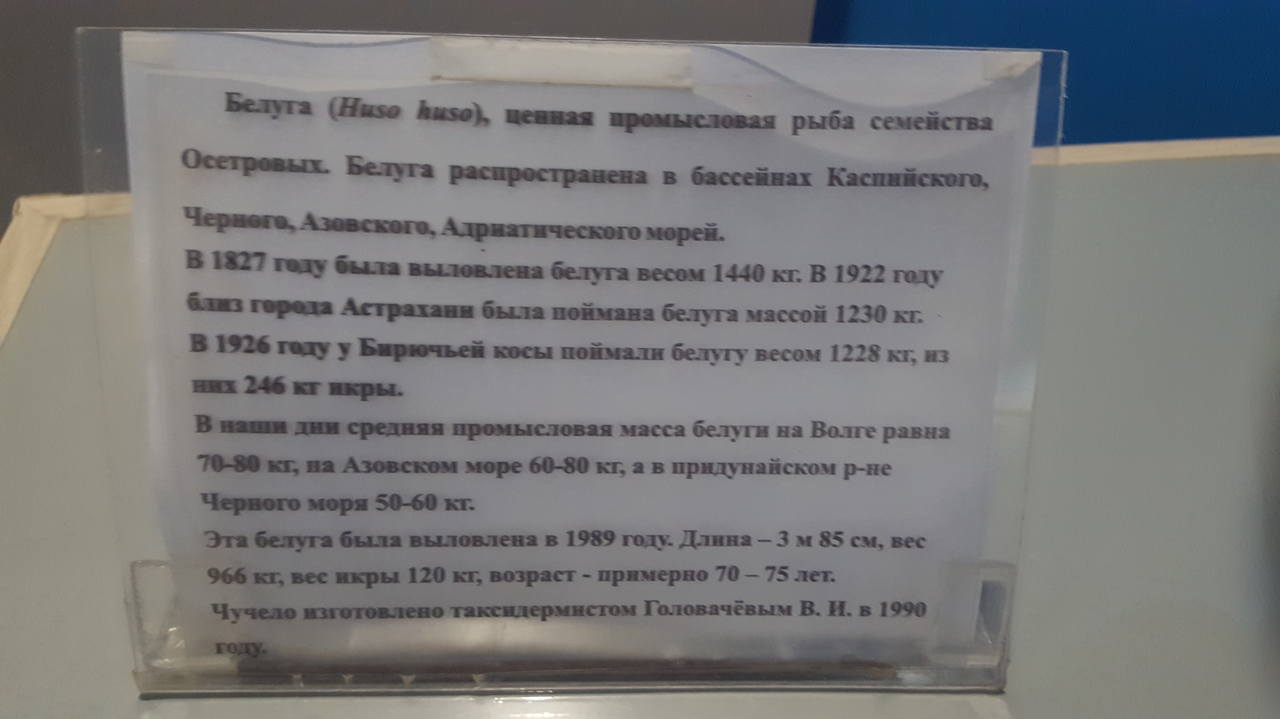 Белуга (Huso huso), ценная промысловая рыба семейства
Осетровых. Белуга распространена в бассейнах Каспийского,
Черного, Азовского, Адриатического морей.
В 1827 году была выловлена белуга весом 1440 кг. В 1922 году
близ города Астрахани была поймана белуга массой 1230 кг.
В 1926 году у Бирючьей косы поймали белугу весом 1228 кг, из
них 246 кг икры.
В наши дни средняя промысловая масса белуги на Волге равна
70-80 кг, на Азовском море 60-80 кг, а в придунайском р-не
Черного моря 50-60 кг.
Эта белуга была выловлена в 1989 году. Длина – 3 м 85 см, вес
966 кг, вес икры 120 кг, возраст - примерно 70 – 75 лет.
Чучело изготовлено таксидермистом Головачёвым В. И. в 1990
году.